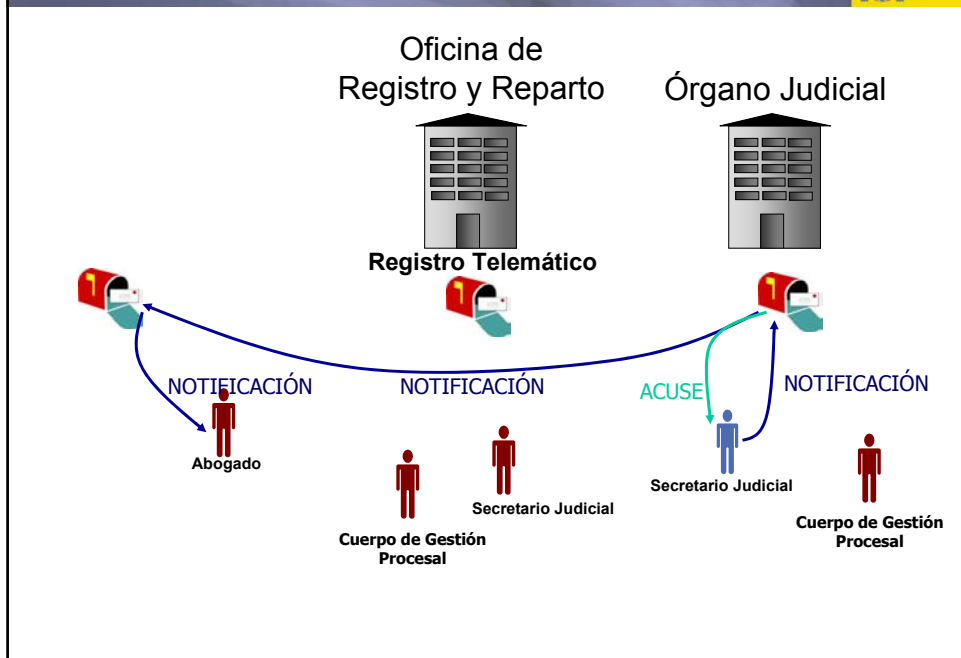 Oficina de
Registro y Reparto
Órgano Judicial
Registro Telemático
NOTIFICACIÓN
NOTIFICACIÓN
ACUSE
NOTIFICACIÓN
Abogado
Secretario Judicial
Cuerpo de Gestión
Procesal
Secretario Judicial
Cuerpo de Gestión
Procesal